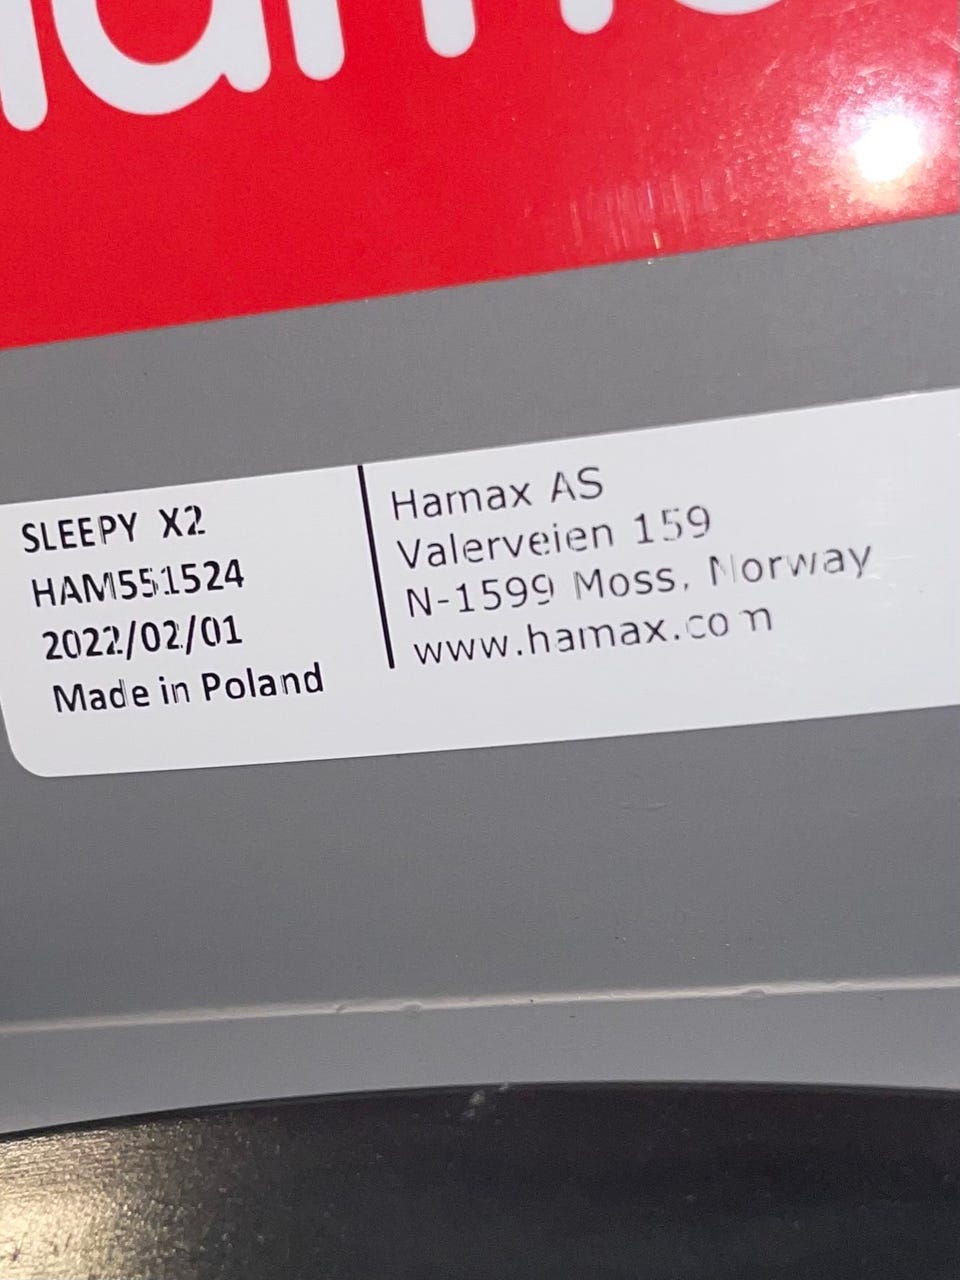 SLEEPY X2
HAM551524
2022/02/01
Made in Poland
Hamax AS
Valerveien 159
N-1599 Moss, Norway
www.hamax.com